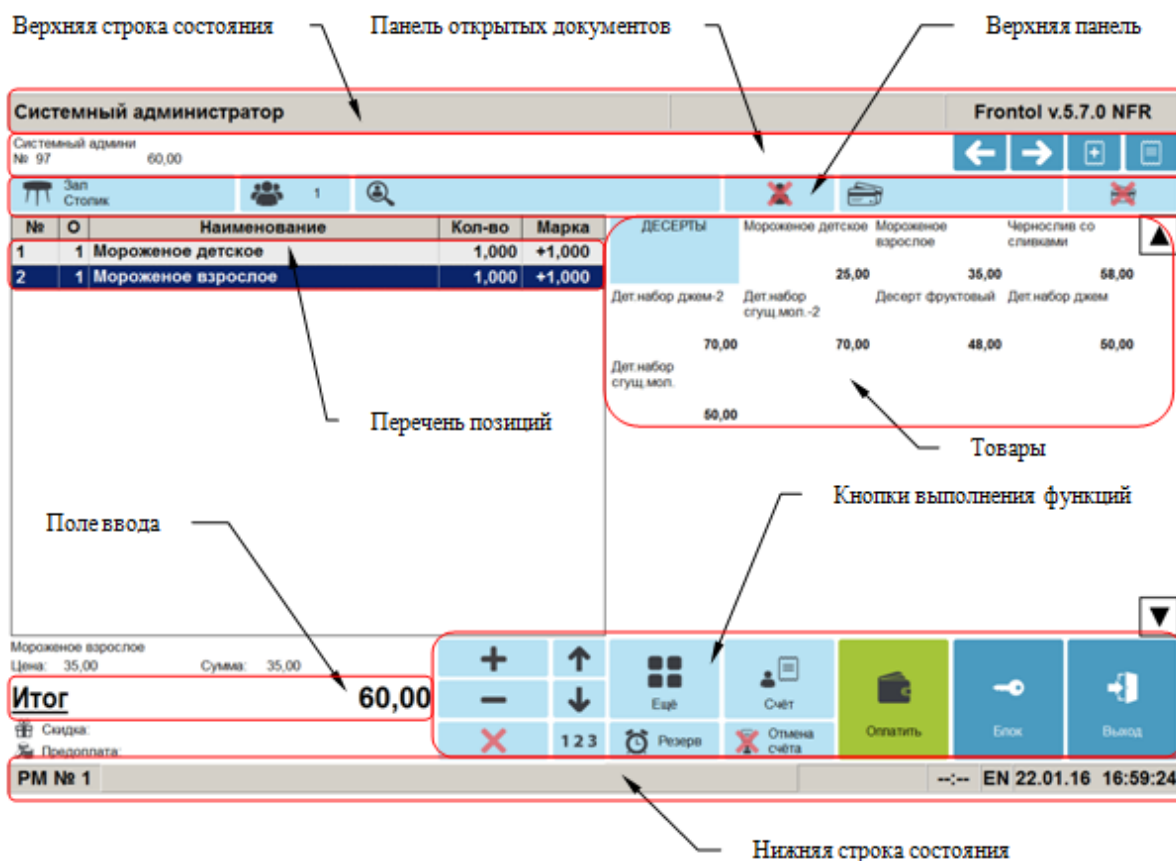 Верхняя строка состояния
Панель открытых документов
Верхняя панель
Системный администратор
Frontol v.5.7.0 NFR
Системный админи
№ 97 60,00
Зал
Столик
1
№ О Наименование Кол-во Марка
1 1 Мороженое детское 1,000 +1,000
2 1 Мороженое взрослое 1,000 +1,000
ДЕСЕРТЫ
Мороженое детское
25,00
Мороженое
взрослое
35,00
Чернослив со
сливками
58,00
Дет.набор джем-2
70,00
Дет.набор
сгущ.мол.-2
70,00
Десерт фруктовый
48,00
Дет.набор джем
50,00
Дет.набор
сгущ.мол.
50,00
Перечень позиций
Товары
Кнопки выполнения функций
Поле ввода
Мороженое взрослое
Цена: 35,00 Сумма: 35,00
Итог 60,00
Скидка:
Предоплата:
1 2 3
Ещё
Счёт
Резерв
Отмена
счёта
Оплатить
Блок
Выход
РМ № 1
--:-- EN 22.01.16 16:59:24
Нижняя строка состояния